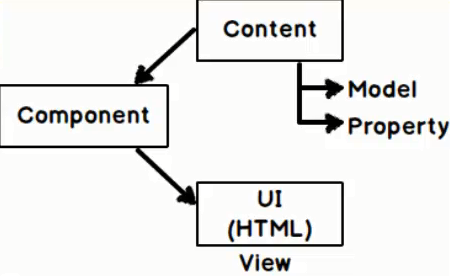 Content
Model
Property
Component
UI
(HTML)
View